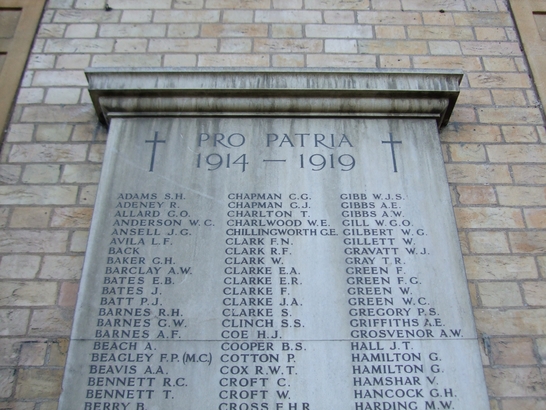 PRO PATRIA
1914 — 1919
ADAMS S.H.
ADENEY R.
ALLARD G.O.
ANDERSON W.C.
ANSELL J.G.
AVILA L.F.
BACK
BAKER G.H.
BARCLAY A.W.
BATES E.B.
BATES J.
BATT P.J.
BARNES R.H.
BARNES G.W.
BARNES A.F.
BEACH A.
BEAGLEY F.P. (M.C.)
BEAVIS A.A.
BENNETT R.C.
BENNETT T.
BERRY B.
CHAPMAN C.G.
CHAPMAN G.J.
CHARLTON T.
CHARLWOOD W.E.
CHILLINGWORTH G.E.
CLARK F.N.
CLARK R.F.
CLARK W.
CLARKE E.A.
CLARKE E.R.
CLARKE F.
CLARKE J.A.
CLARKE S.
CLINCH S.S.
COE H.J.
COOPER B.S.
COTTON P.
COX R.W.T.
CROFT C.
CROFT W.
CROSS E.H.R.
GIBB W.J.S.
GIBBS A.E.
GIBBS A.W.
GILL W.G.O.
GILBERT W.G.
GILLETT W.
GRAVATT W.J.
GRAY T.R.
GREEN F.
GREEN F.G.
GREEN W.
GREEN W.C.
GREGORY P.S.
GRIFFITHS A.E.
GROSVENOR A.W.
HALL J.T.
HAMILTON G.
HAMILTON G.
HAMSHAR V.
HANCOCK G.H.
HARDING M.W.